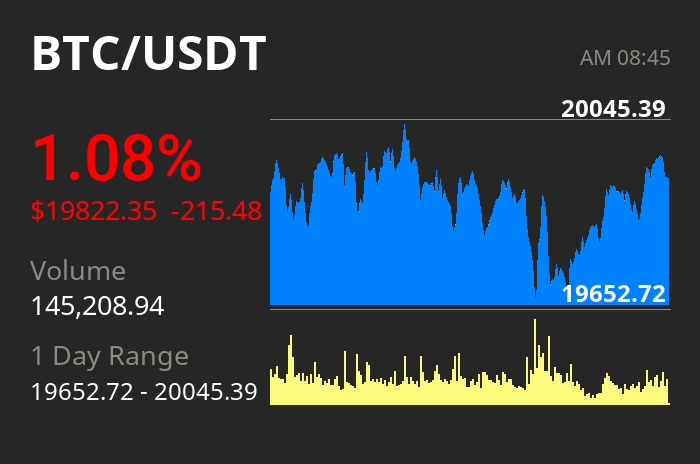 BTC/USDT
AM 08:45
20045.39
1.08%
$19822.35 -215.48
Volume
145,208.94
19652.72
1 Day Range
19652.72 - 20045.39